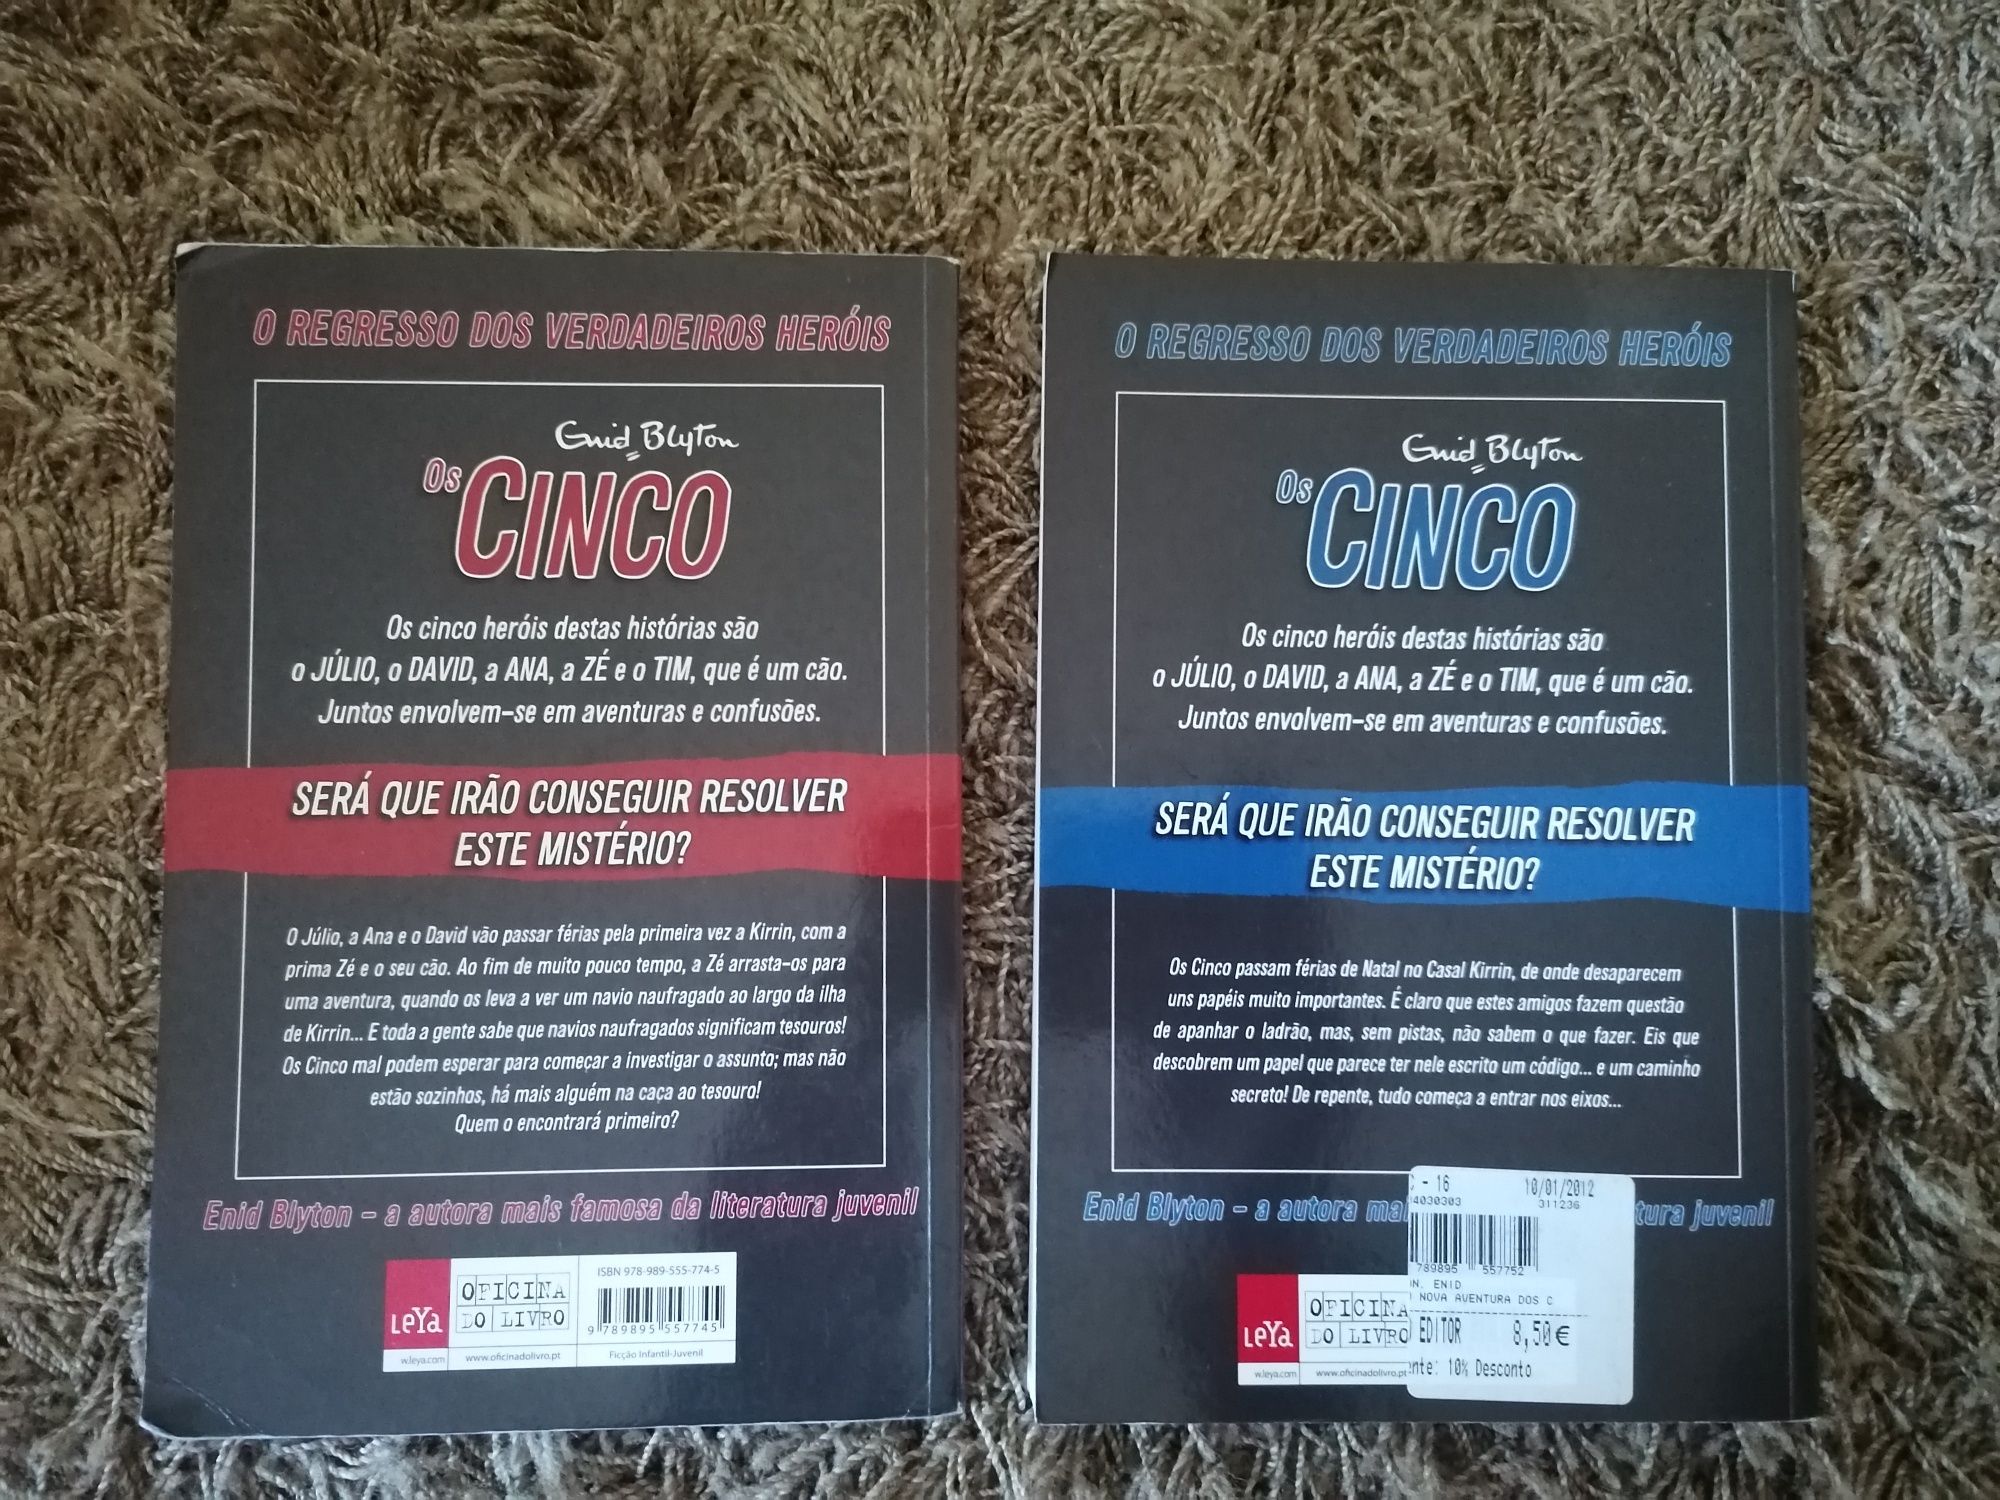 O REGRESSO DOS VERDADEIROS HERÓIS
Enid Blyton
Os CINCO
Os cinco heróis destas histórias são
o JÚLIO, o DAVID, a ANA, a ZÉ e o TIM, que é um cão.
Juntos envolvem-se em aventuras e confusões.
SERÁ QUE IRÃO CONSEGUIR RESOLVER
ESTE MISTÉRIO?
O Júlio, a Ana e o David vão passar férias pela primeira vez a Kirrin, com a
prima Zé e o seu cão. Ao fim de muito pouco tempo, a Zé arrasta-os para
uma aventura, quando os leva a ver um navio naufragado ao largo da ilha
de Kirrin... E toda a gente sabe que navios naufragados significam tesouros!
Os Cinco mal podem esperar para começar a investigar o assunto; mas não
estão sozinhos, há mais alguém na caça ao tesouro!
Quem o encontrará primeiro?
Enid Blyton - a autora mais famosa da literatura juvenil
LeYa
w.leya.com
OFICINA
DO LIVRO
www.oficinadolivro.pt
ISBN 978-989-555-774-5
9 789895 557745
Ficção Infantil-Juvenil
O REGRESSO DOS VERDADEIROS HERÓIS
Enid Blyton
Os CINCO
Os cinco heróis destas histórias são
o JÚLIO, o DAVID, a ANA, a ZÉ e o TIM, que é um cão.
Juntos envolvem-se em aventuras e confusões.
SERÁ QUE IRÃO CONSEGUIR RESOLVER
ESTE MISTÉRIO?
Os Cinco passam férias de Natal no Casal Kirrin, de onde desaparecem
uns papéis muito importantes. É claro que estes amigos fazem questão
de apanhar o ladrão, mas, sem pistas, não sabem o que fazer. Eis que
descobrem um papel que parece ter nele escrito um código... e um caminho
secreto! De repente, tudo começa a entrar nos eixos...
Enid Blyton - a autora mai tura juvenil
LeYa
w.leya.com
OFICINA
DO LIVRO
www.oficinadolivro.pt
- 16 10/01/2012
4030303 311236
789895 557752
N. ENID
NOVA AVENTURA DOS C
EDITOR 8,50€
nte: 10% Desconto